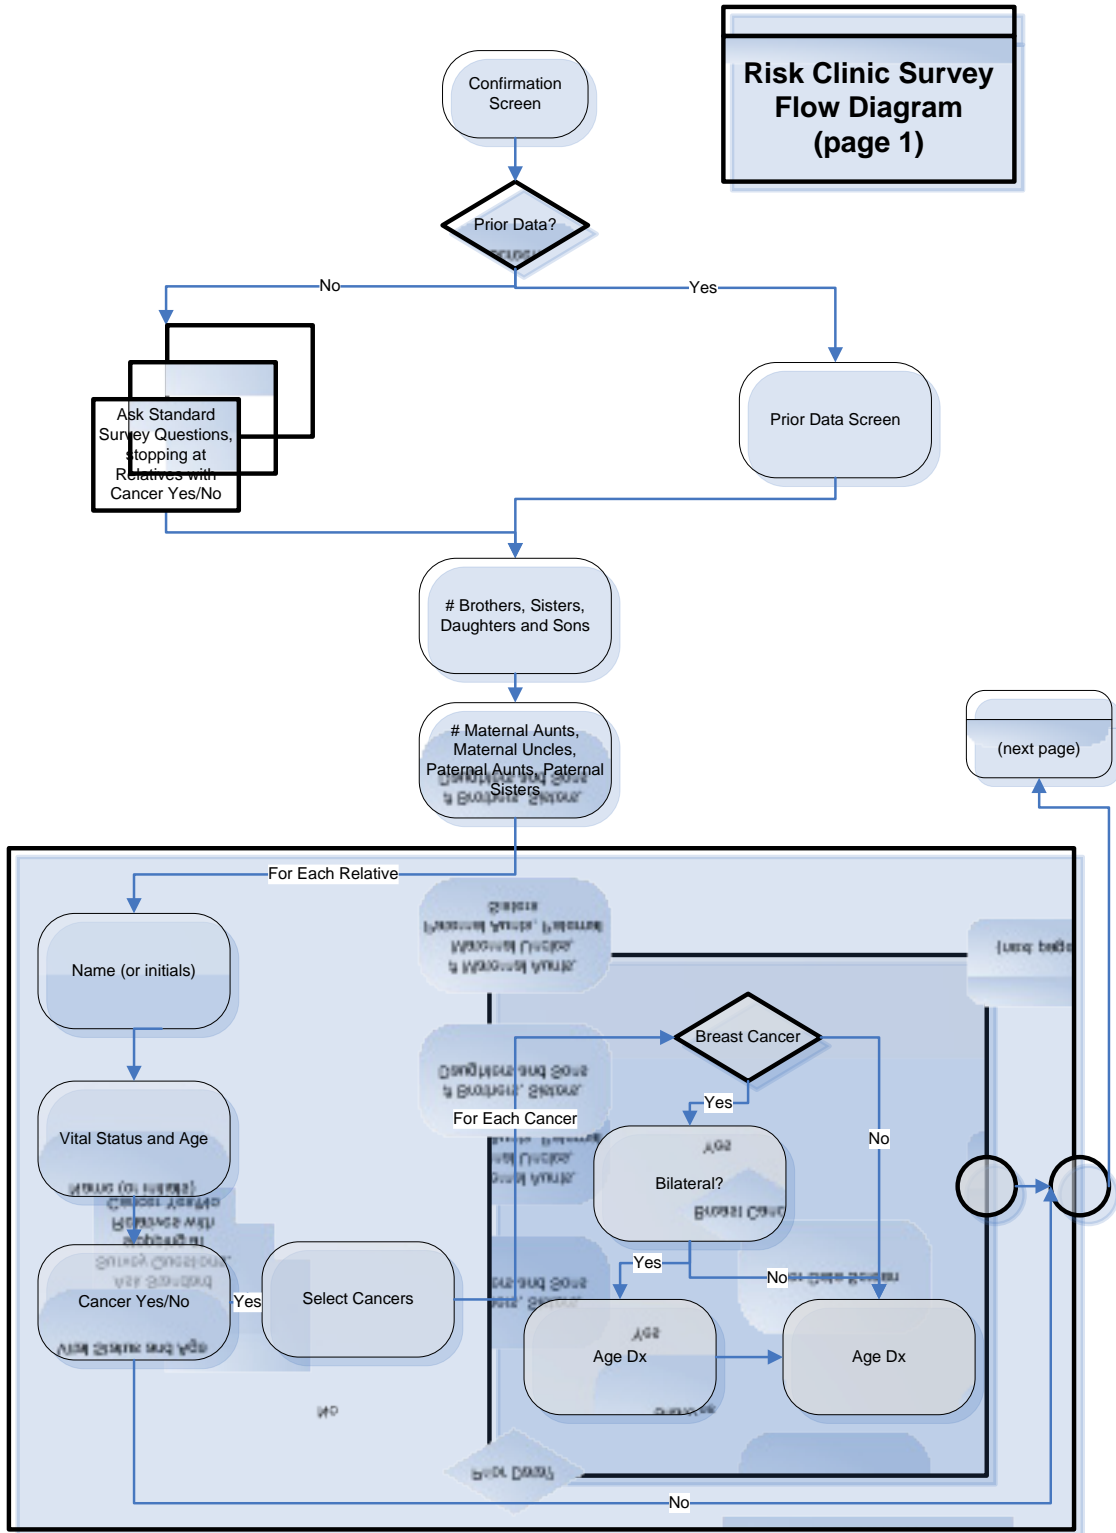 Risk Clinic Survey
Flow Diagram
(page 1)
Confirmation
Screen
Prior Data?
No
Yes
Ask Standard
Survey Questions,
stopping at
Relatives with
Cancer Yes/No
Prior Data Screen
# Brothers, Sisters,
Daughters and Sons
# Maternal Aunts,
Maternal Uncles,
Paternal Aunts, Paternal
Sisters
(next page)
For Each Relative
Name (or initials)
Vital Status and Age
Cancer Yes/No
Yes
Select Cancers
For Each Cancer
Breast Cancer
Yes
No
Bilateral?
Yes
No
Age Dx
Age Dx
No